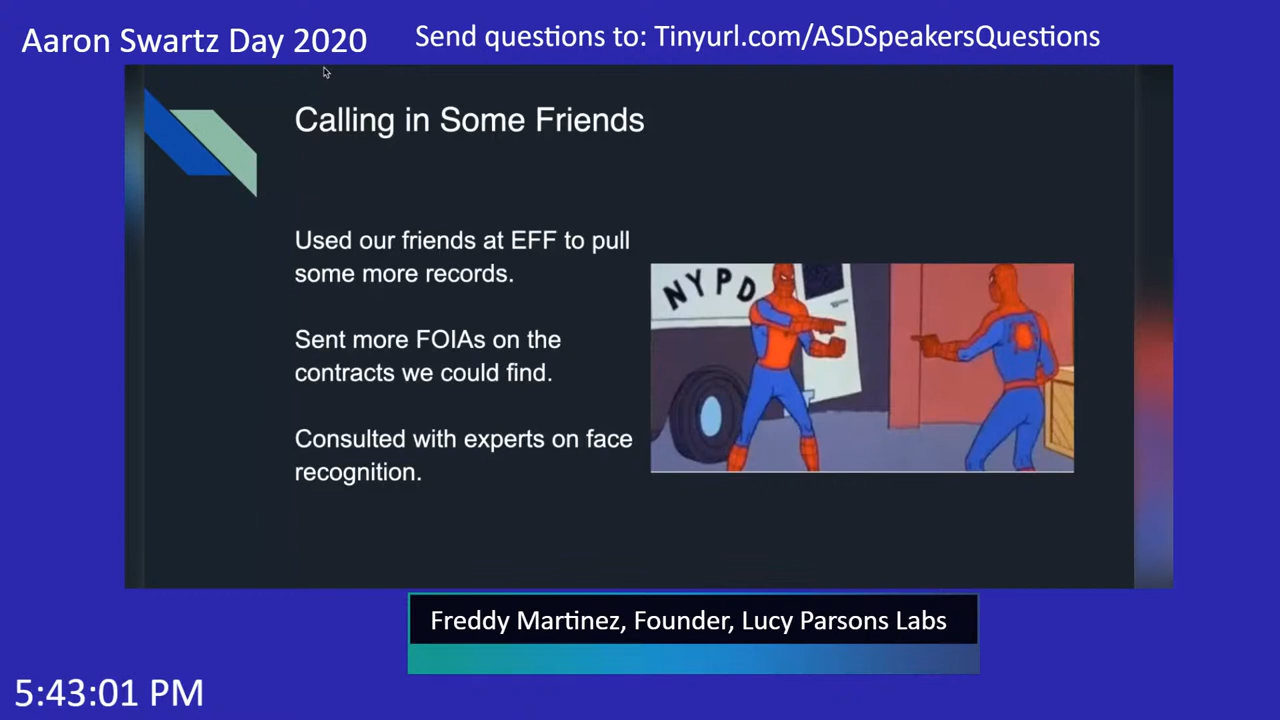 Aaron Swartz Day 2020
Send questions to: Tinyurl.com/ASDSpeakersQuestions
Calling in Some Friends
Used our friends at EFF to pull
some more records.
Sent more FOIAs on the
contracts we could find.
Consulted with experts on face
recognition.
NYPD
Freddy Martinez, Founder, Lucy Parsons Labs
5:43:01 PM